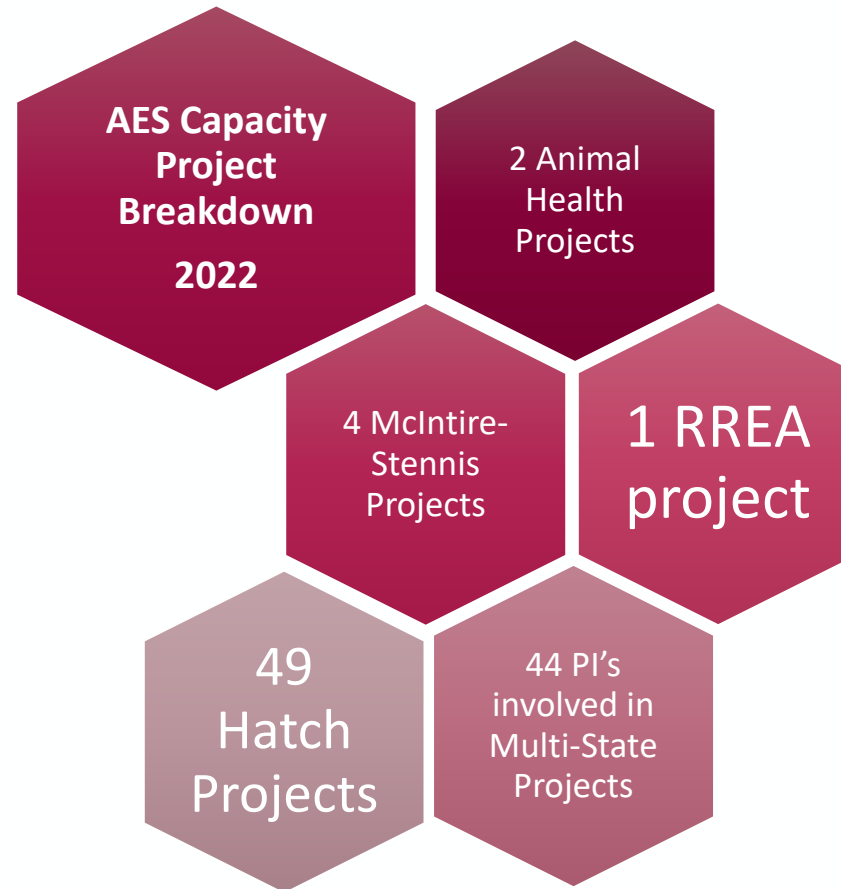 AES Capacity
Project
Breakdown
2022
2 Animal
Health
Projects
4 McIntire-
Stennis
Projects
1 RREA
project
49
Hatch
Projects
44 PI’s
involved in
Multi-State
Projects